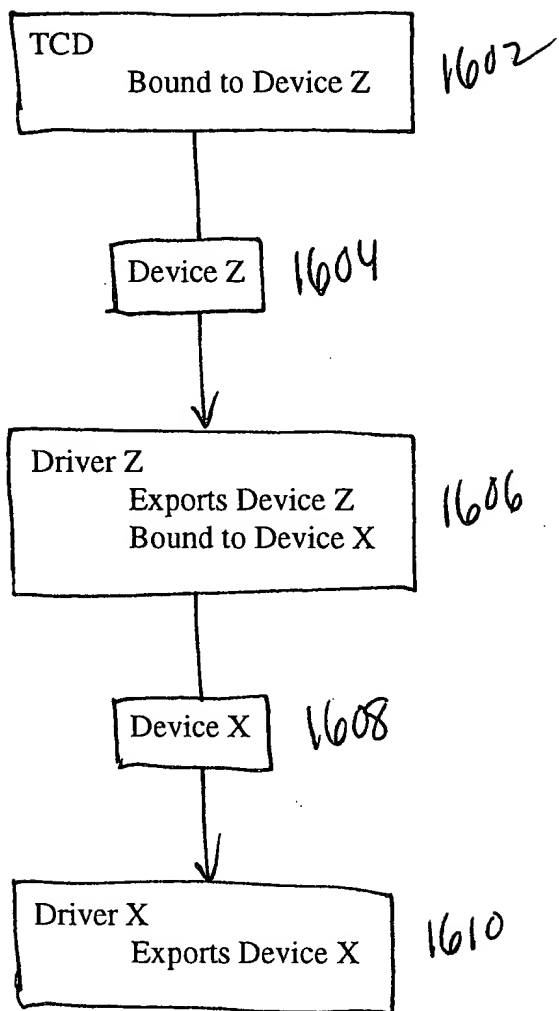 TCD
Bound to Device Z
1602
Device Z
1604
Driver Z
Exports Device Z
Bound to Device X
1606
Device X
1608
Driver X
Exports Device X
1610